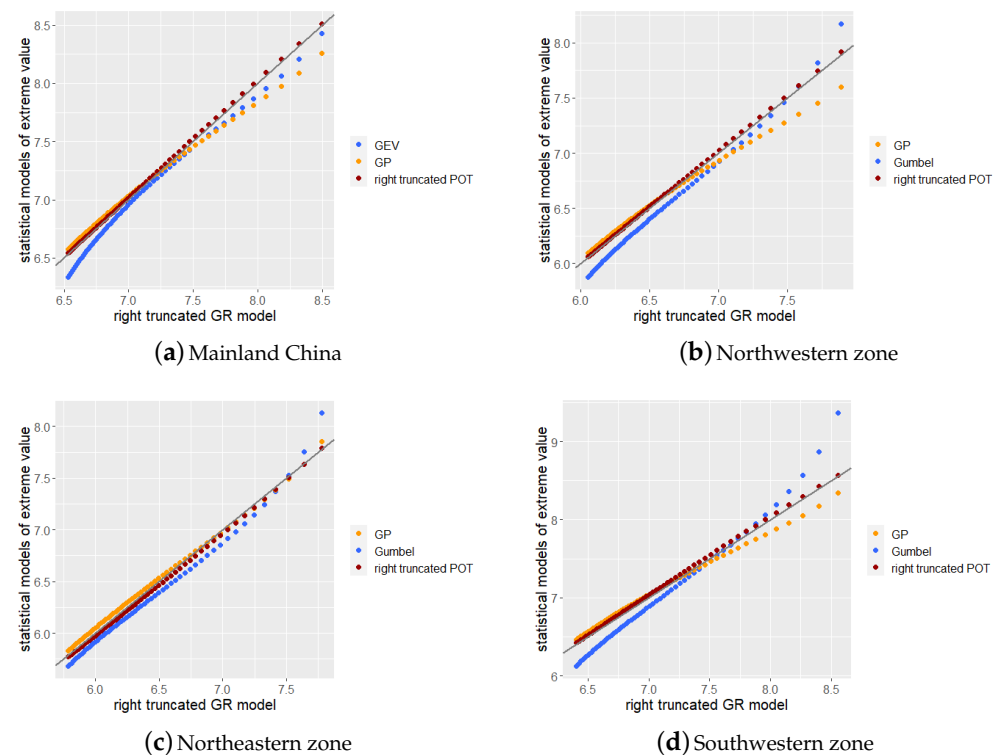 statistical models of extreme value
8.5
8.0
7.5
7.0
6.5
6.5
7.0
7.5
8.0
8.5
right truncated GR model
GEV
GP
right truncated POT
(a) Mainland China
statistical models of extreme value
8.0
7.5
7.0
6.5
6.0
6.0
6.5
7.0
7.5
right truncated GR model
GP
Gumbel
right truncated POT
(b) Northwestern zone
statistical models of extreme value
8.0
7.5
7.0
6.5
6.0
6.0
6.5
7.0
7.5
right truncated GR model
GP
Gumbel
right truncated POT
(c) Northeastern zone
statistical models of extreme value
9
8
7
6
6.5
7.0
7.5
8.0
8.5
right truncated GR model
GP
Gumbel
right truncated POT
(d) Southwestern zone